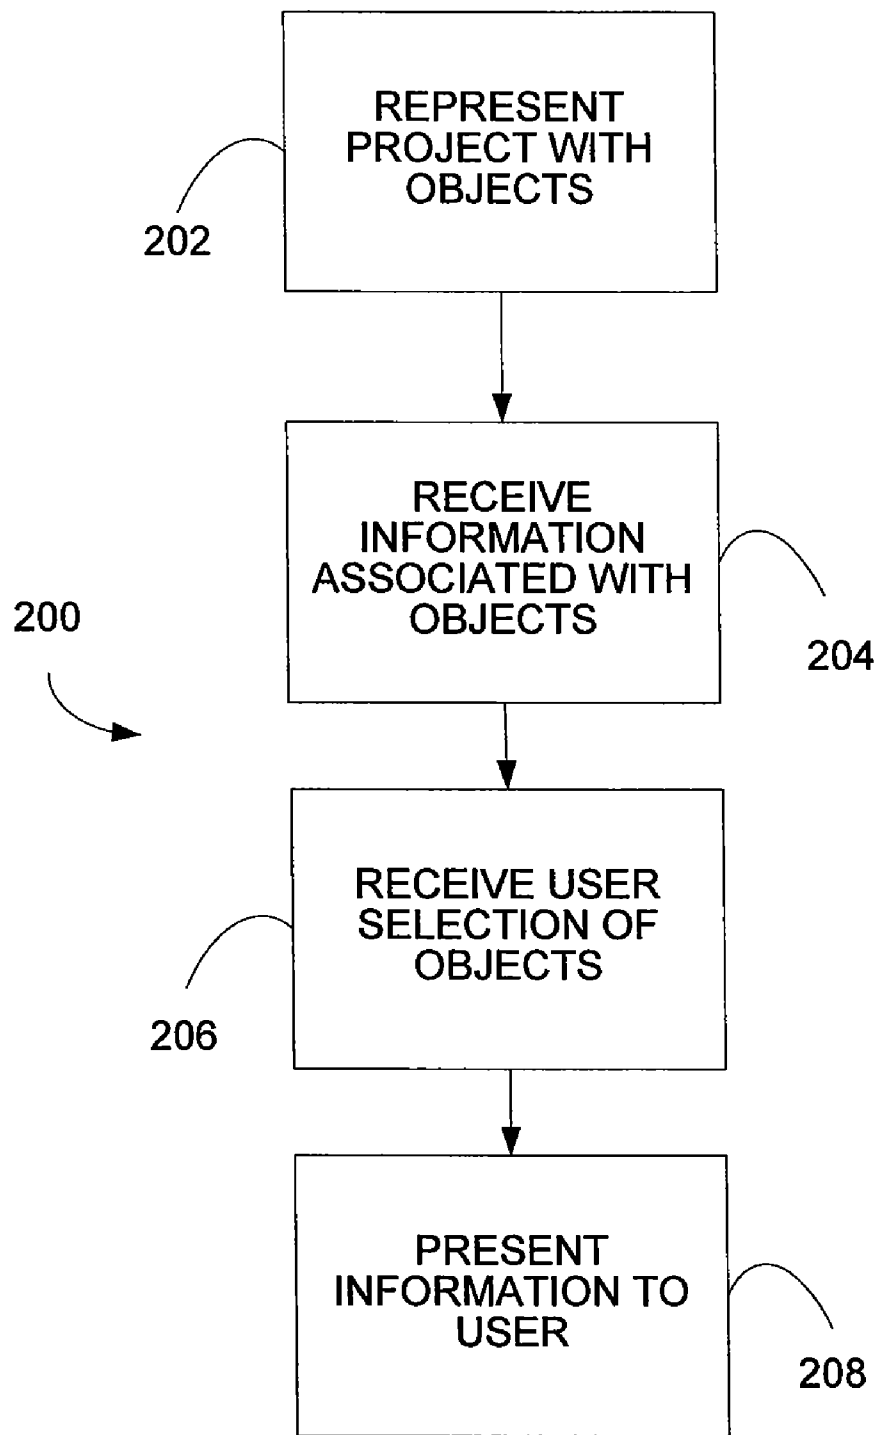 REPRESENT
PROJECT WITH
OBJECTS
202
RECEIVE
INFORMATION
ASSOCIATED WITH
OBJECTS
200
204
RECEIVE USER
SELECTION OF
OBJECTS
206
PRESENT
INFORMATION TO
USER
208